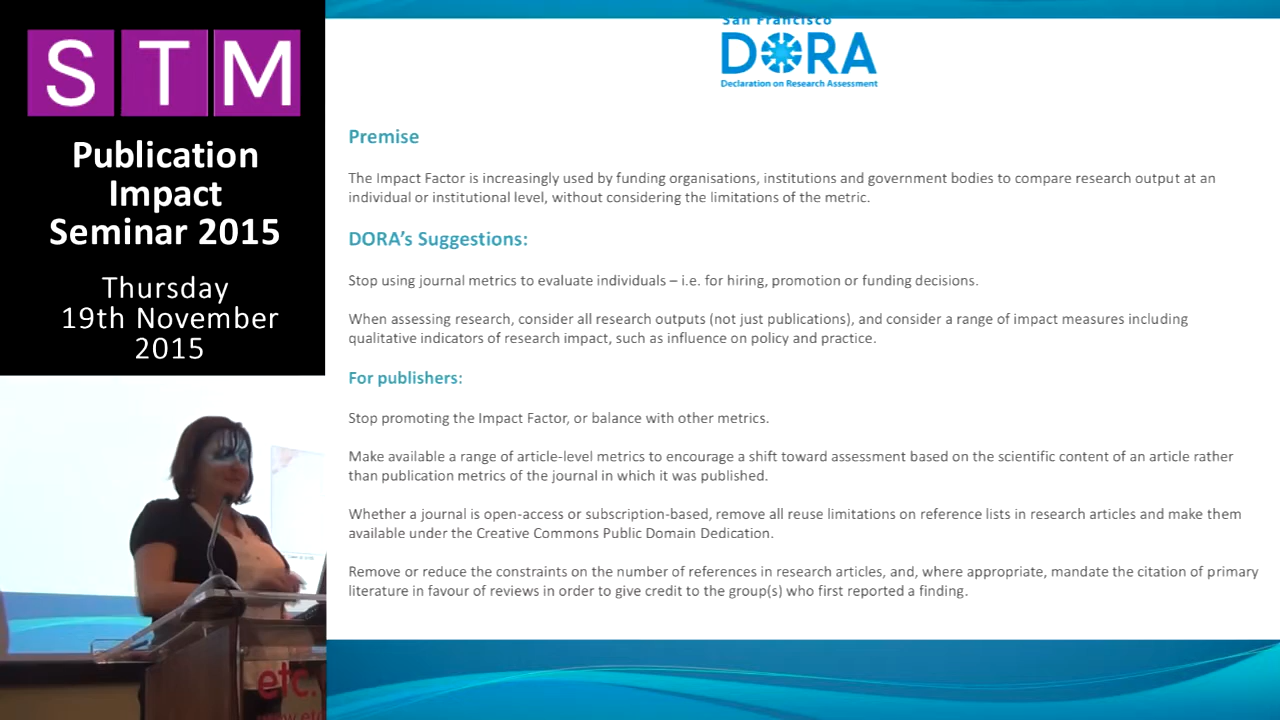 STM
Publication
Impact
Seminar 2015
Thursday
19th November
2015
San Francisco
DORA
Declaration on Research Assessment
Premise
The Impact Factor is increasingly used by funding organisations, institutions and government bodies to compare research output at an
individual or institutional level, without considering the limitations of the metric.
DORA's Suggestions:
Stop using journal metrics to evaluate individuals – i.e. for hiring, promotion or funding decisions.
When assessing research, consider all research outputs (not just publications), and consider a range of impact measures including
qualitative indicators of research impact, such as influence on policy and practice.
For publishers:
Stop promoting the Impact Factor, or balance with other metrics.
Make available a range of article-level metrics to encourage a shift toward assessment based on the scientific content of an article rather
than publication metrics of the journal in which it was published.
Whether a journal is open-access or subscription-based, remove all reuse limitations on reference lists in research articles and make them
available under the Creative Commons Public Domain Dedication.
Remove or reduce the constraints on the number of references in research articles, and, where appropriate, mandate the citation of primary
literature in favour of reviews in order to give credit to the group(s) who first reported a finding.
etc.